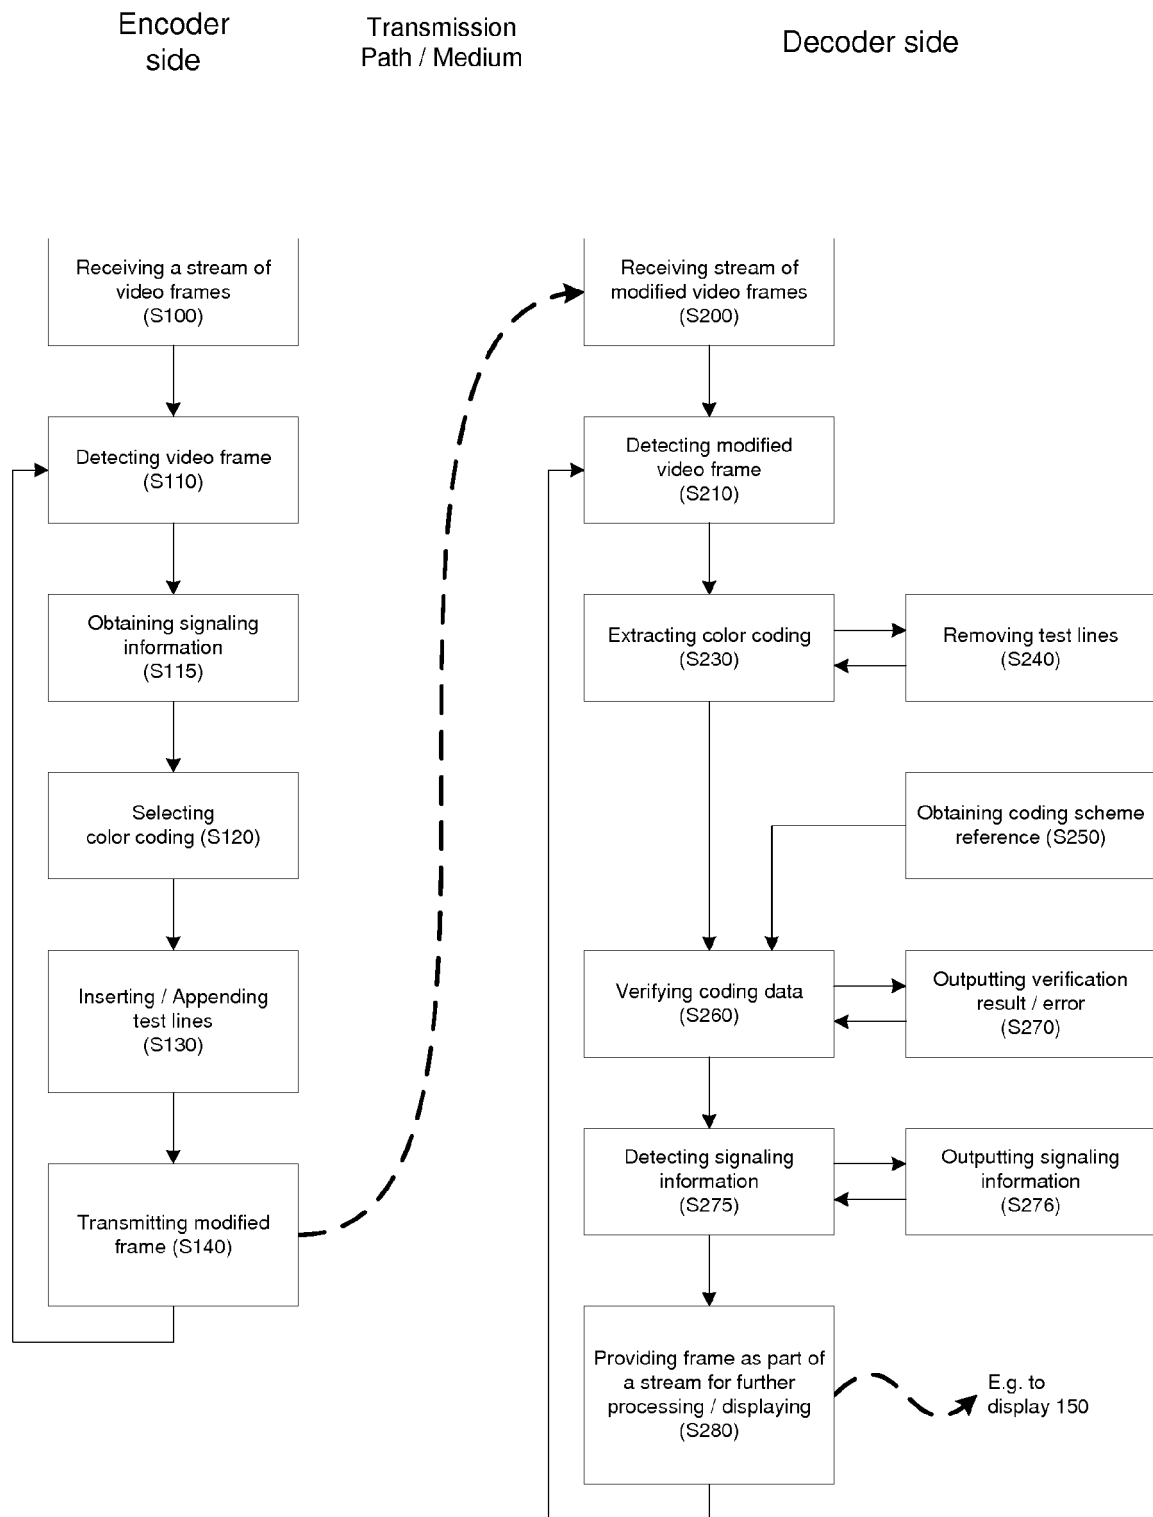 Encoder
side
Transmission
Path / Medium
Decoder side
Receiving a stream of
video frames
(S100)
Detecting video frame
(S110)
Obtaining signaling
information
(S115)
Selecting
color coding (S120)
Inserting / Appending
test lines
(S130)
Transmitting modified
frame (S140)
Receiving stream of
modified video frames
(S200)
Detecting modified
video frame
(S210)
Extracting color coding
(S230)
Removing test lines
(S240)
Obtaining coding scheme
reference (S250)
Verifying coding data
(S260)
Outputting verification
result / error
(S270)
Detecting signaling
information
(S275)
Outputting signaling
information
(S276)
Providing frame as part of
a stream for further
processing / displaying
(S280)
E.g. to
display 150